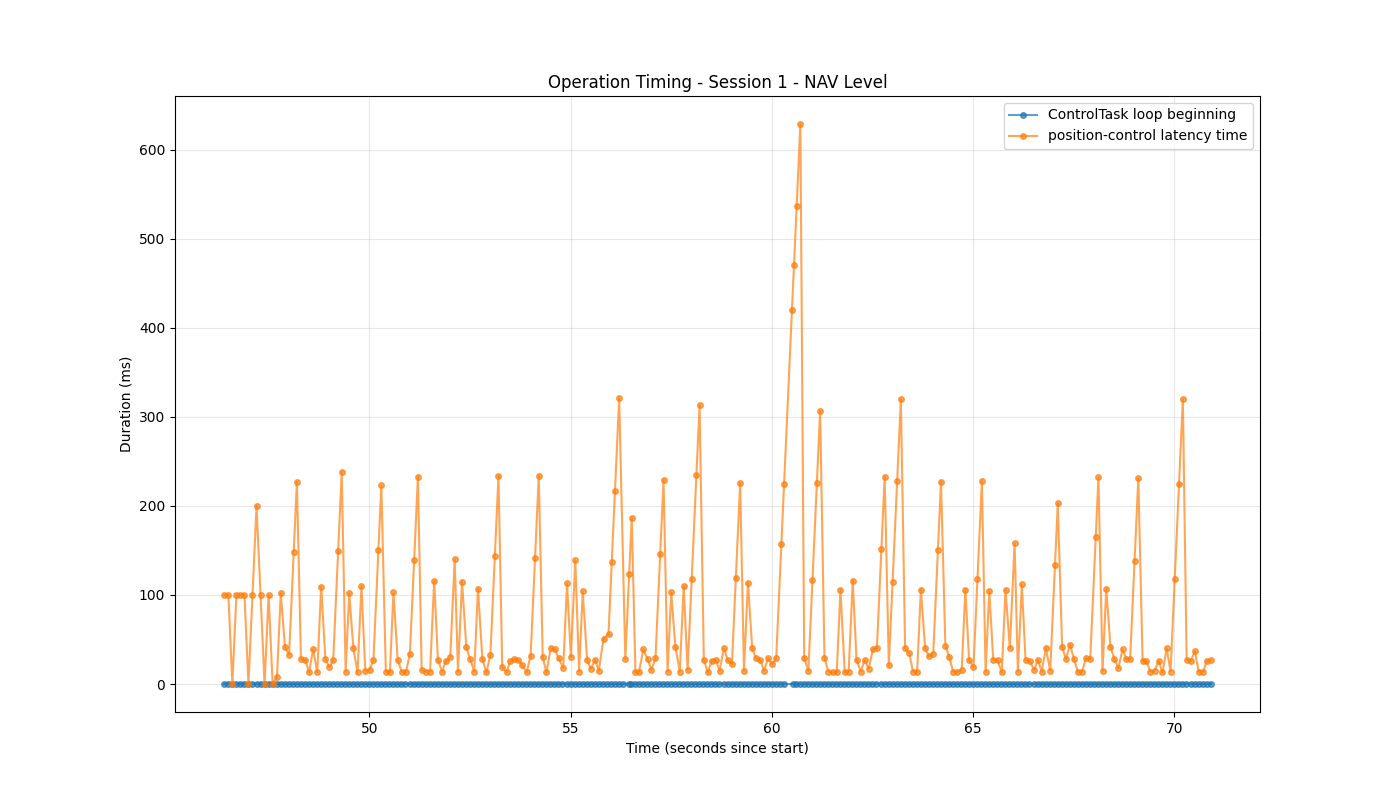 Operation Timing - Session 1 - NAV Level
ControlTask loop beginning
position-control latency time
Duration (ms)
600
500
400
300
200
100
0
50
55
60
65
70
Time (seconds since start)